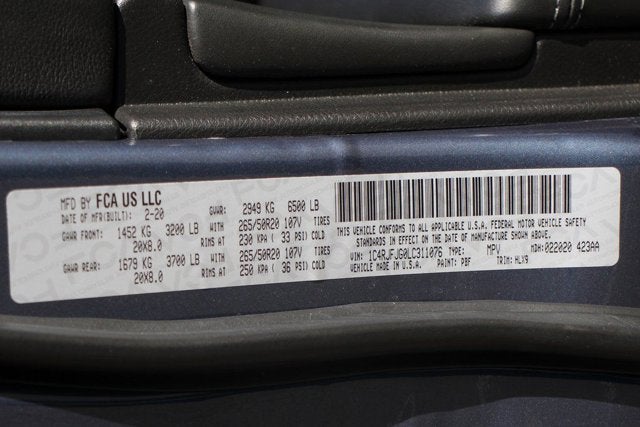 MFD BY FCA US LLC
DATE OF MFR(BUILT): 2-20 GVWR: 2949 KG 6500 LB
GAWR FRONT: 1452 KG 3200 LB WITH 265/50R20 107V TIRES
20X8.0 RIMS AT 230 KPA ( 33 PSI) COLD
GAWR REAR: 1679 KG 3700 LB WITH 265/50R20 107V TIRES
20X8.0 RIMS AT 250 KPA ( 36 PSI) COLD
THIS VEHICLE CONFORMS TO ALL APPLICABLE U.S.A. FEDERAL MOTOR VEHICLE SAFETY
STANDARDS IN EFFECT ON THE DATE OF MANUFACTURE SHOWN ABOVE.
VIN: 1C4RJFJG0LC311076 TYPE: MPV MDH: 022020 423AA
VEHICLE MADE IN U.S.A. PAINT: PBF TRIM: HLX9